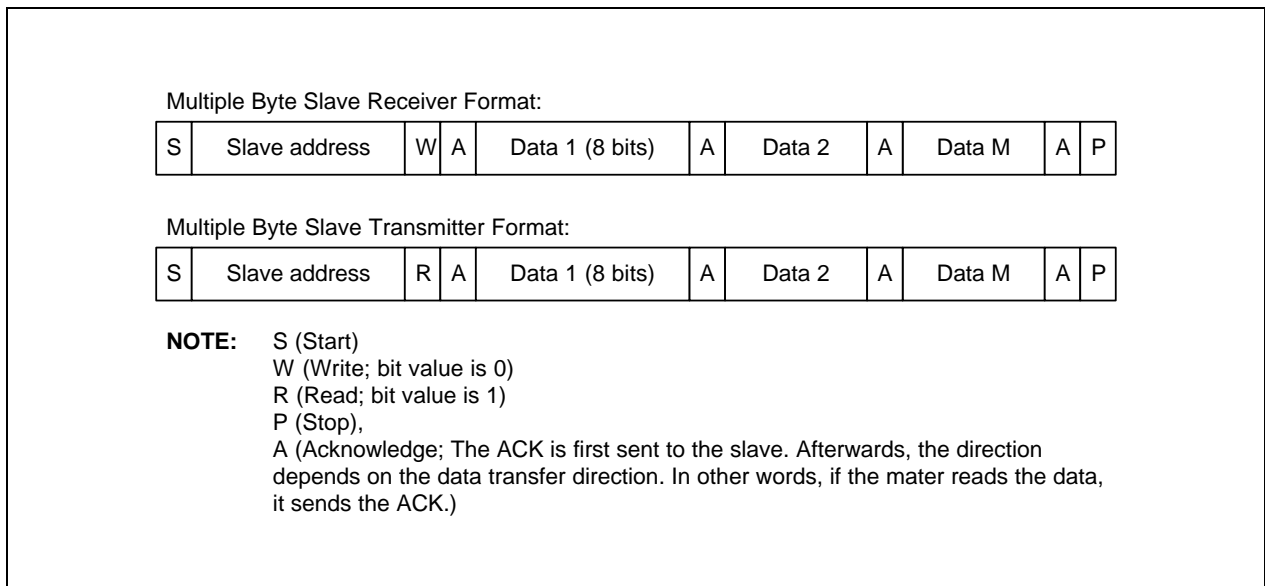 Multiple Byte Slave Receiver Format:
S Slave address W A Data 1 (8 bits) A Data 2 A Data M A P
Multiple Byte Slave Transmitter Format:
S Slave address R A Data 1 (8 bits) A Data 2 A Data M A P
NOTE: S (Start)
W (Write; bit value is 0)
R (Read; bit value is 1)
P (Stop),
A (Acknowledge; The ACK is first sent to the slave. Afterwards, the direction
depends on the data transfer direction. In other words, if the mater reads the data,
it sends the ACK.)